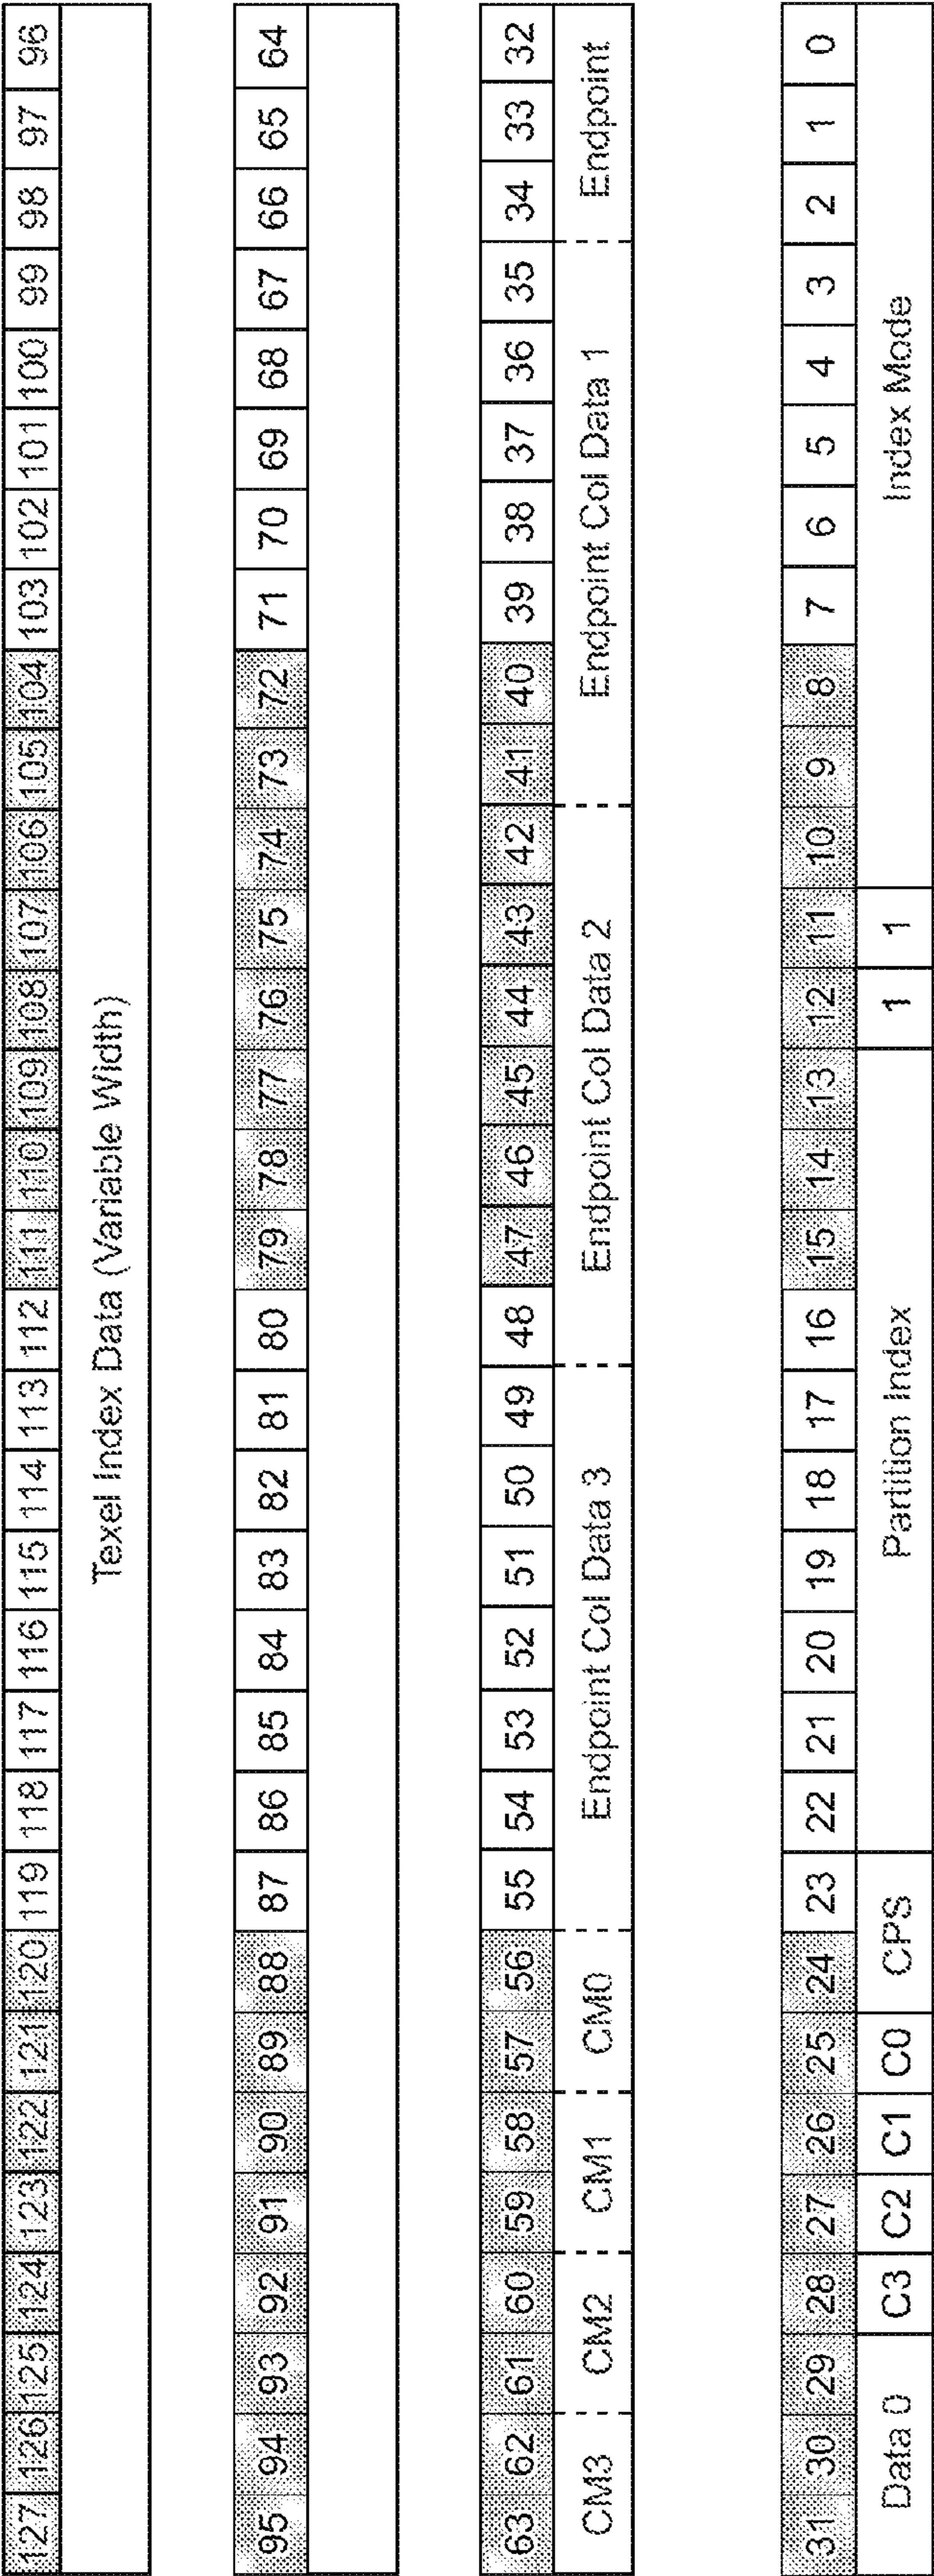 127 126 125 124 123 122 121 120 119 118 117 116 115 114 113 112 111 110 109 108 107 106 105 104 103 102 101 100 99 98 97 96
Texel Index Data (Variable Width)
95 94 93 92 91 90 89 88 87 86 85 84 83 82 81 80 79 78 77 76 75 74 73 72 71 70 69 68 67 66 65 64
63 62 61 60 59 58 57 56 55 54 53 52 51 50 49 48 47 46 45 44 43 42 41 40 39 38 37 36 35 34 33 32
CM3 CM2 CM1 CM0 Endpoint Col Data 3 Endpoint Col Data 2 Endpoint Col Data 1 Endpoint
31 30 29 28 27 26 25 24 23 22 21 20 19 18 17 16 15 14 13 12 11 10 9 8 7 6 5 4 3 2 1 0
Data 0 C3 C2 C1 C0 CPS Partition Index 1 1 Index Mode